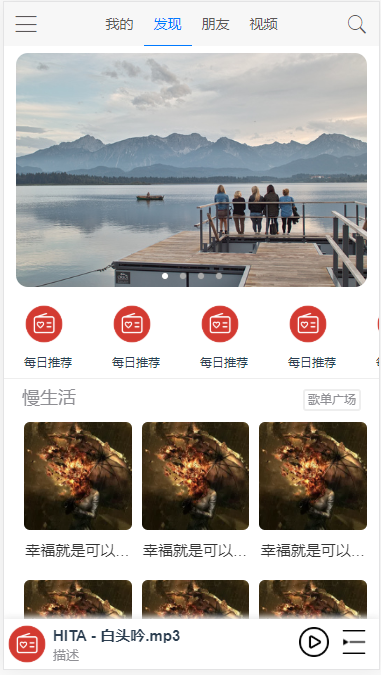 我的 发现 朋友 视频
每日推荐 每日推荐 每日推荐 每日推荐
慢生活 歌单广场
幸福就是可以... 幸福就是可以... 幸福就是可以...
HITA - 白头吟.mp3
描述